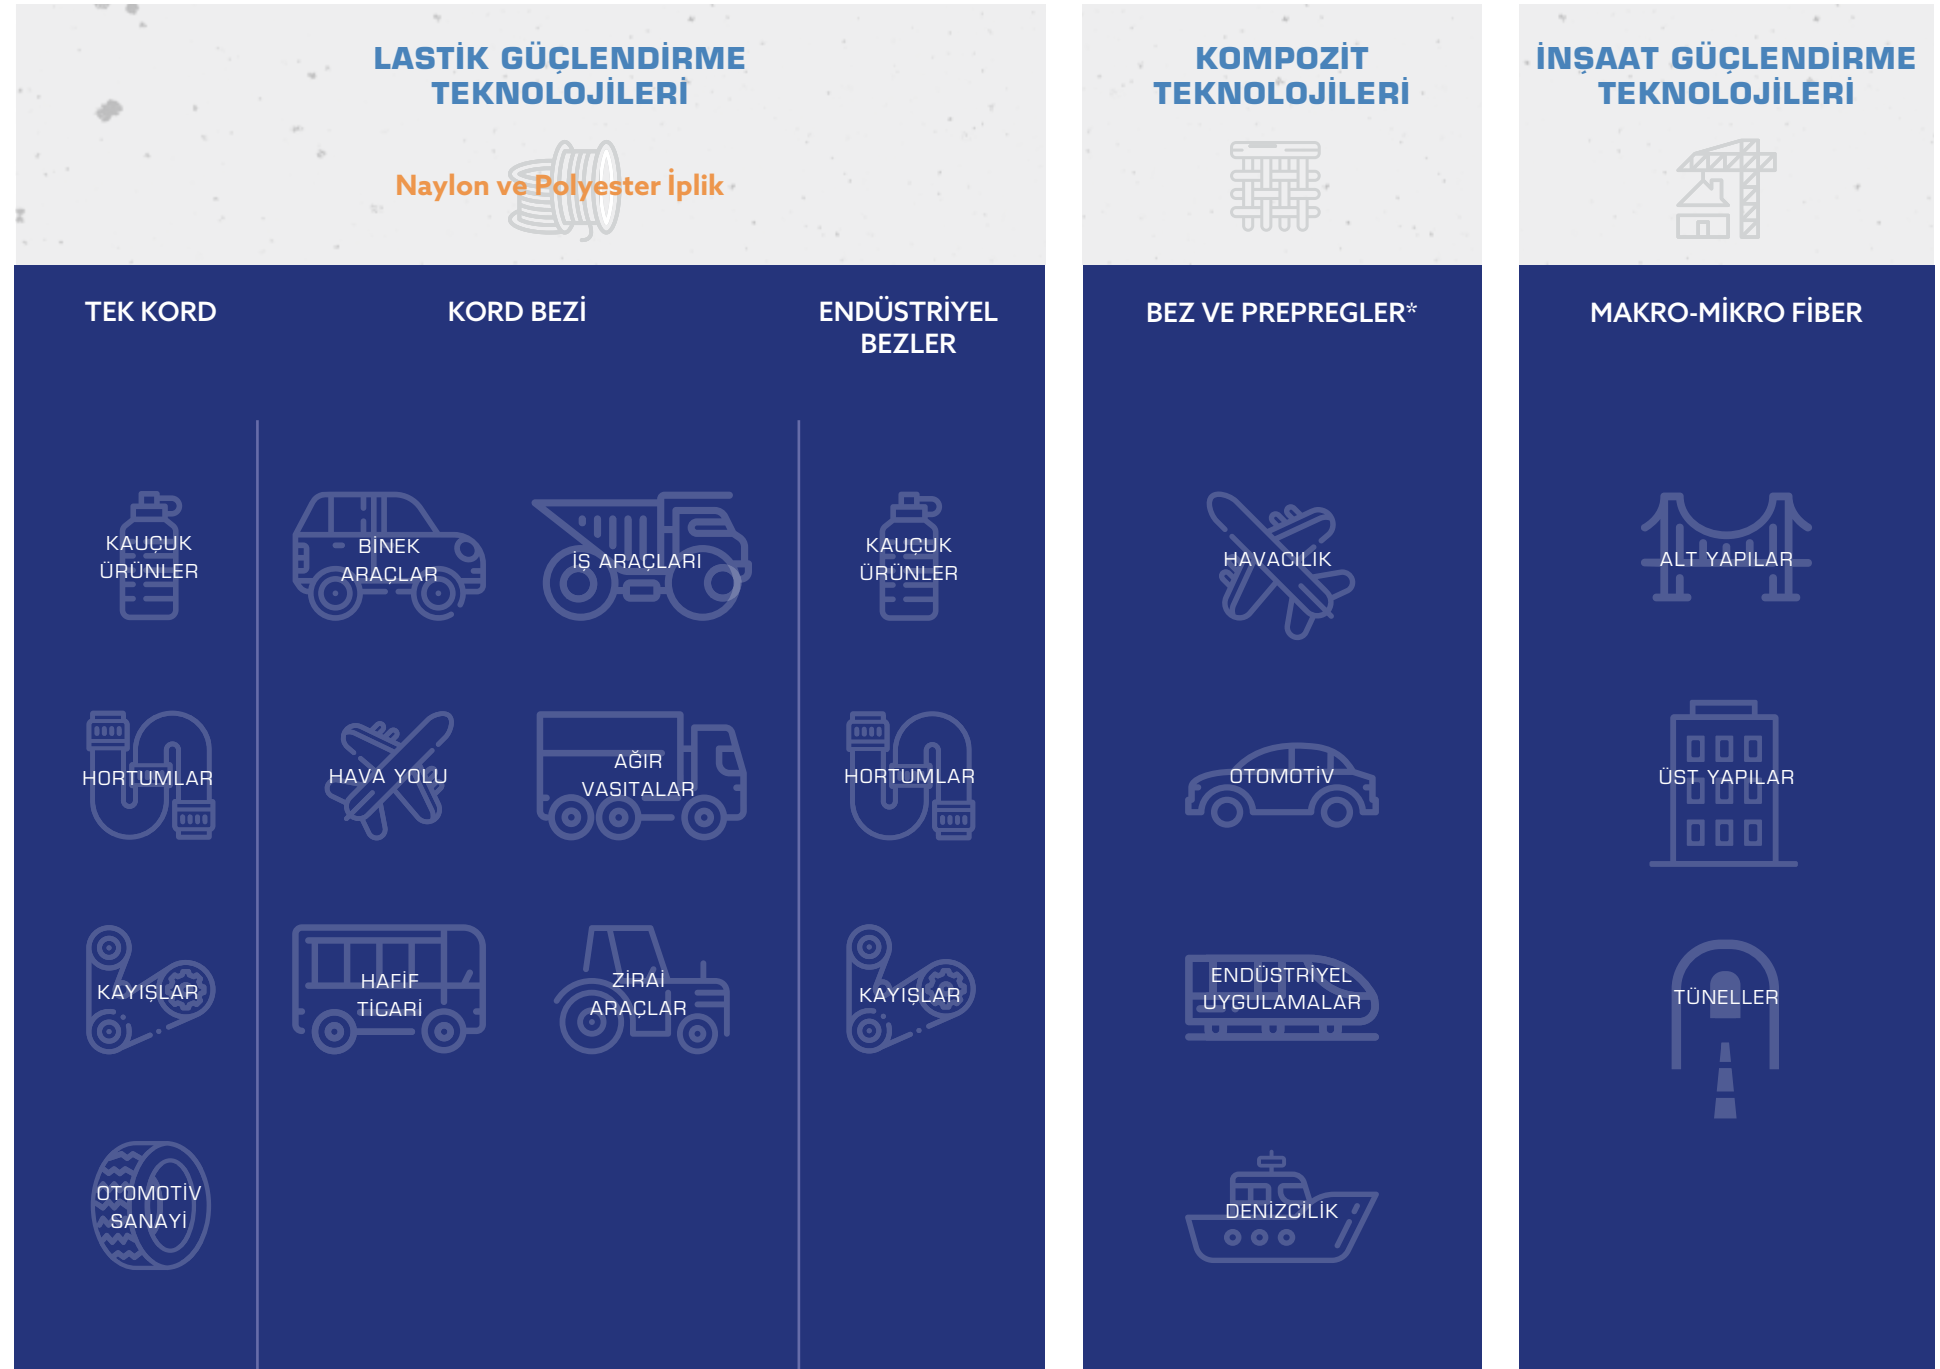 LASTİK GÜÇLENDİRME
TEKNOLOJİLERİ
Naylon ve Polyester İplik
TEK KORD
KAUÇUK
ÜRÜNLER
HORTUMLAR
KAYIŞLAR
OTOMOTİV
SANAYİ
KORD BEZİ
BİNEK
ARAÇLAR
İŞ ARAÇLARI
HAVA YOLU
AĞIR
VASITALAR
HAFİF
TİCARİ
ZİRAİ
ARAÇLAR
ENDÜSTRİYEL
BEZLER
KAUÇUK
ÜRÜNLER
HORTUMLAR
KAYIŞLAR
KOMPOZİT
TEKNOLOJİLERİ
BEZ VE PREPREGLER*
HAVACILIK
OTOMOTİV
ENDÜSTRİYEL
UYGULAMALAR
DENİZCİLİK
İNŞAAT GÜÇLENDİRME
TEKNOLOJİLERİ
MAKRO-MİKRO FİBER
ALT YAPILAR
ÜST YAPILAR
TÜNELLER